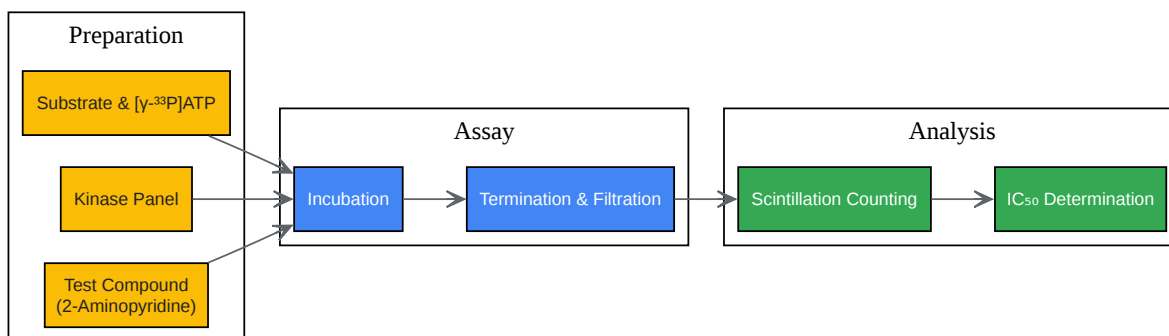 Preparation
Substrate & [γ-³³P]ATP
Kinase Panel
Test Compound
(2-Aminopyridine)
Assay
Incubation
Termination & Filtration
Analysis
Scintillation Counting
IC₅₀ Determination